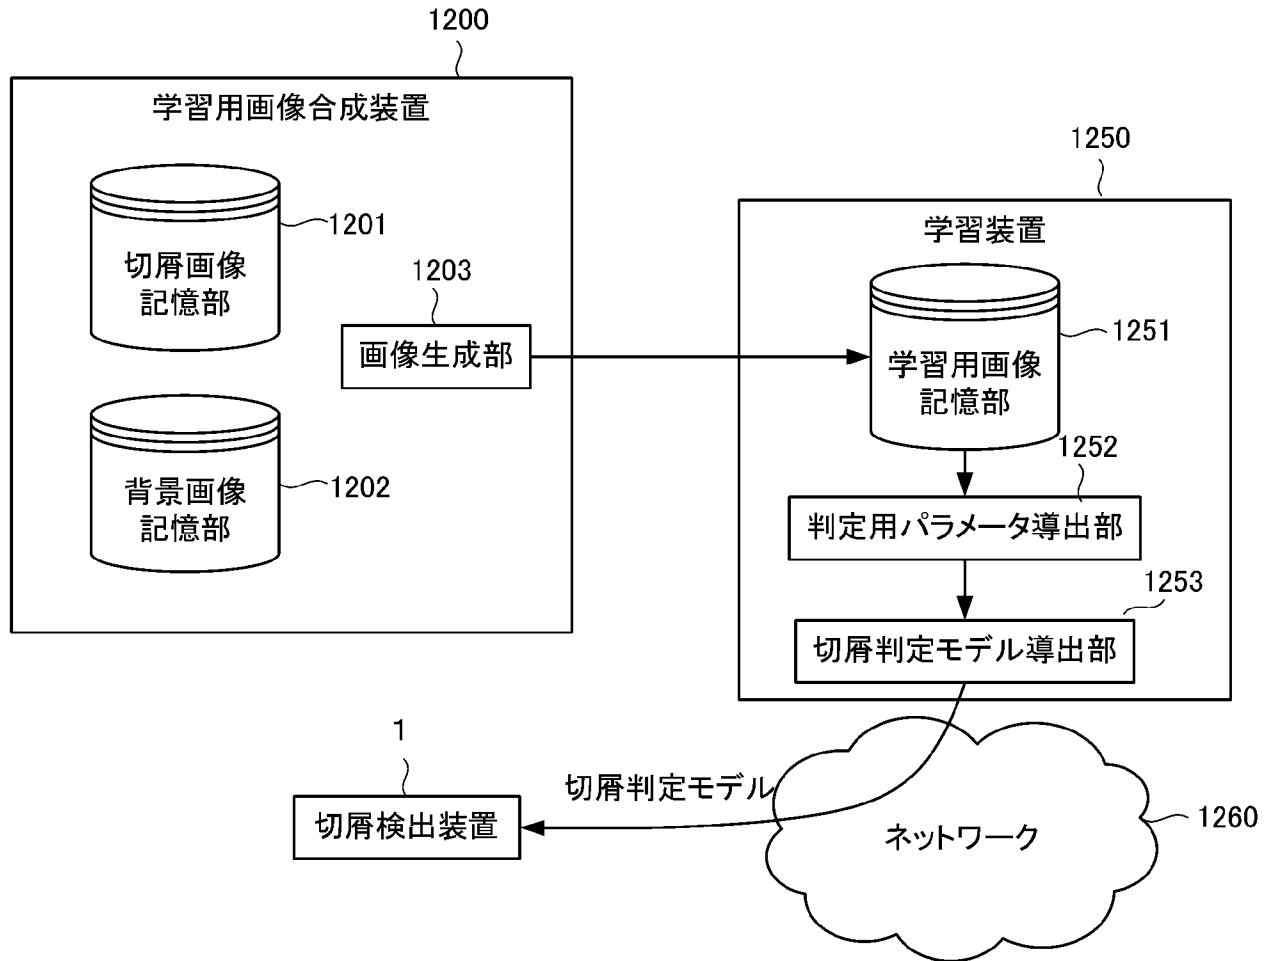 1200
学習用画像合成装置
1201
切屑画像
記憶部
1203
画像生成部
1202
背景画像
記憶部
1250
学習装置
1251
学習用画像
記憶部
1252
判定用パラメータ導出部
1253
切屑判定モデル導出部
1
切屑検出装置
切屑判定モデル
ネットワーク
1260